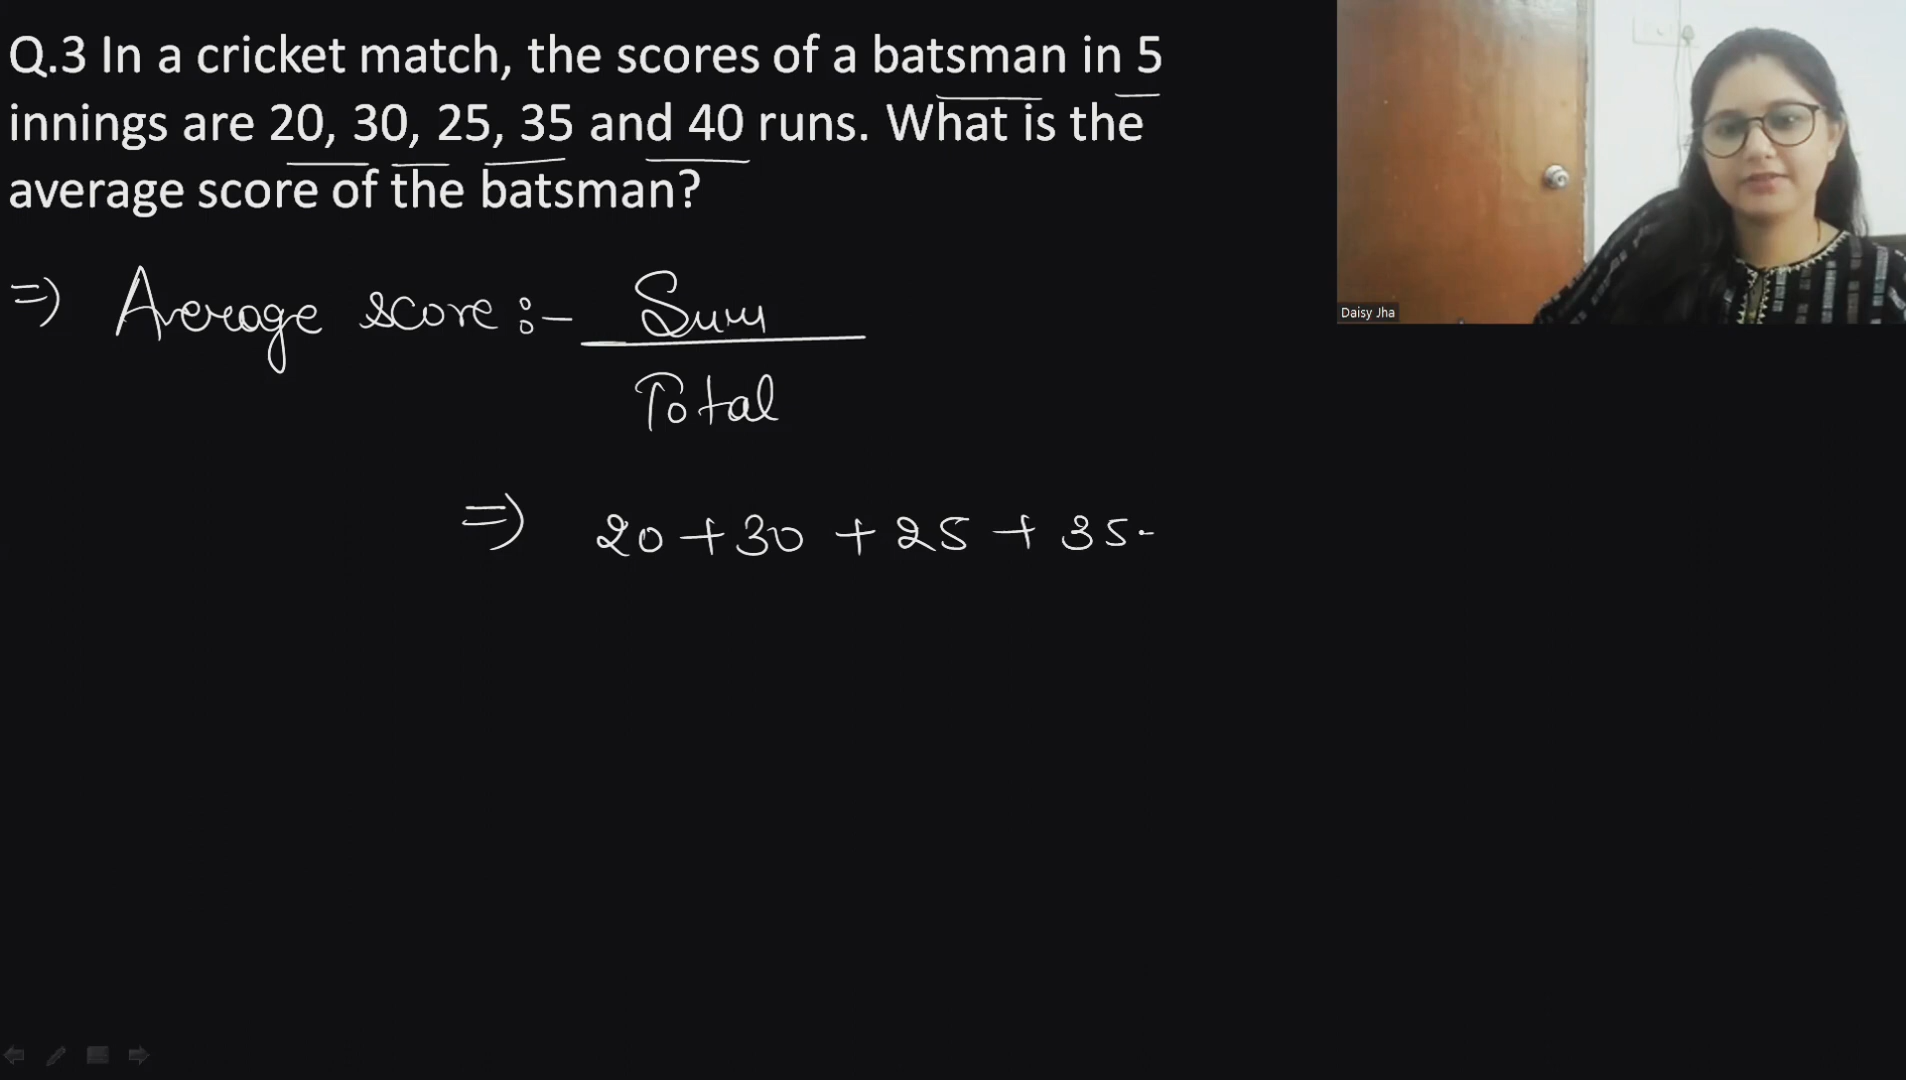 Q.3 In a cricket match, the scores of a batsman in 5
innings are 20, 30, 25, 35 and 40 runs. What is the
average score of the batsman?
=) Average score :- Sum
Total
=) 20 + 30 + 25 + 35 -
Daisy Jha